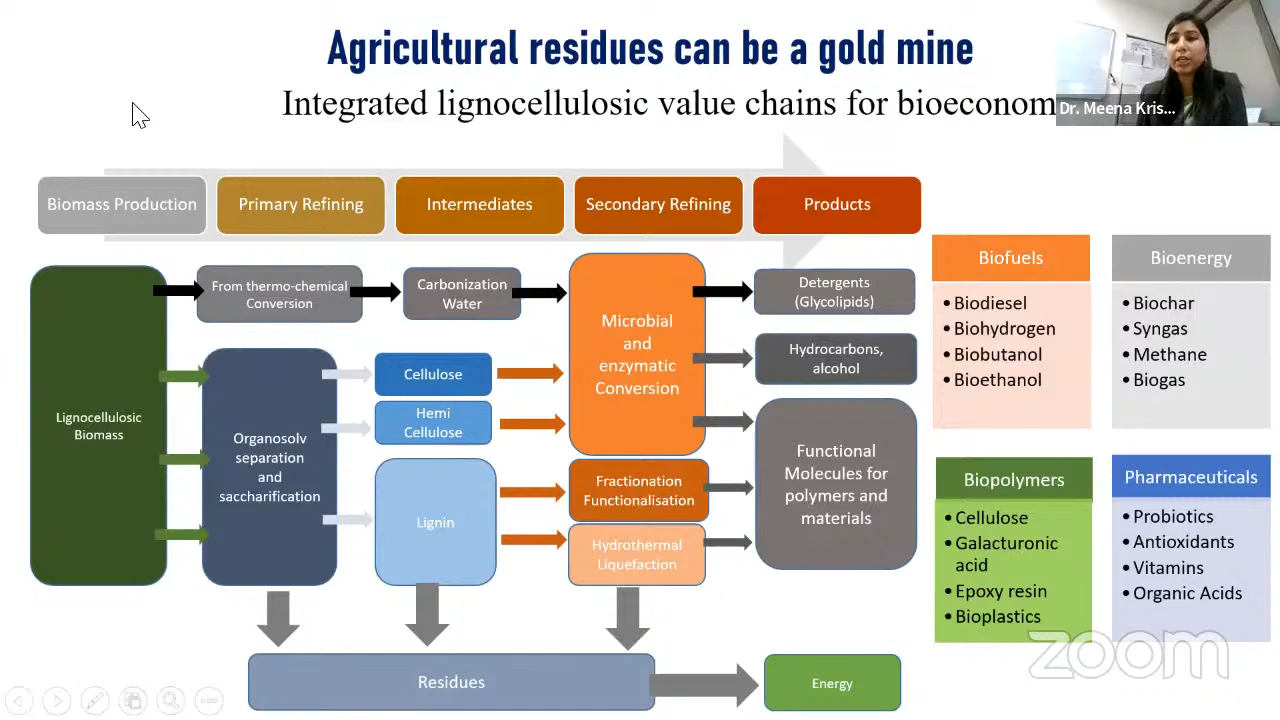 Agricultural residues can be a gold mine
Integrated lignocellulosic value chains for bioeconom
Dr. Meena Kris...
Biomass Production
Primary Refining
Intermediates
Secondary Refining
Products
Lignocellulosic
Biomass
From thermo-chemical
Conversion
Carbonization
Water
Organosolv
separation
and
saccharification
Cellulose
Hemi
Cellulose
Lignin
Microbial
and
enzymatic
Conversion
Fractionation
Functionalisation
Hydrothermal
Liquefaction
Detergents
(Glycolipids)
Hydrocarbons,
alcohol
Functional
Molecules for
polymers and
materials
Residues
Energy
Biofuels
• Biodiesel
• Biohydrogen
• Biobutanol
• Bioethanol
Bioenergy
• Biochar
• Syngas
• Methane
• Biogas
Biopolymers
• Cellulose
• Galacturonic
acid
• Epoxy resin
• Bioplastics
Pharmaceuticals
• Probiotics
• Antioxidants
• Vitamins
• Organic Acids
zoom